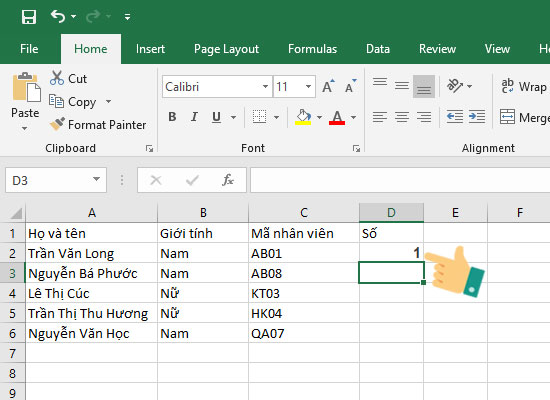 File Home Insert Page Layout Formulas Data Review View
Cut
Copy
Format Painter
Paste
Clipboard
Calibri 11
B I U
Font
ab Wrap
Merge
Alignment
D3 fx
A B C D E F
1 Họ và tên Giới tính Mã nhân viên Số
2 Trần Văn Long Nam AB01 1
3 Nguyễn Bá Phước Nam AB08
4 Lê Thị Cúc Nữ KT03
5 Trần Thị Thu Hương Nữ HK04
6 Nguyễn Văn Học Nam QA07
7
8
9